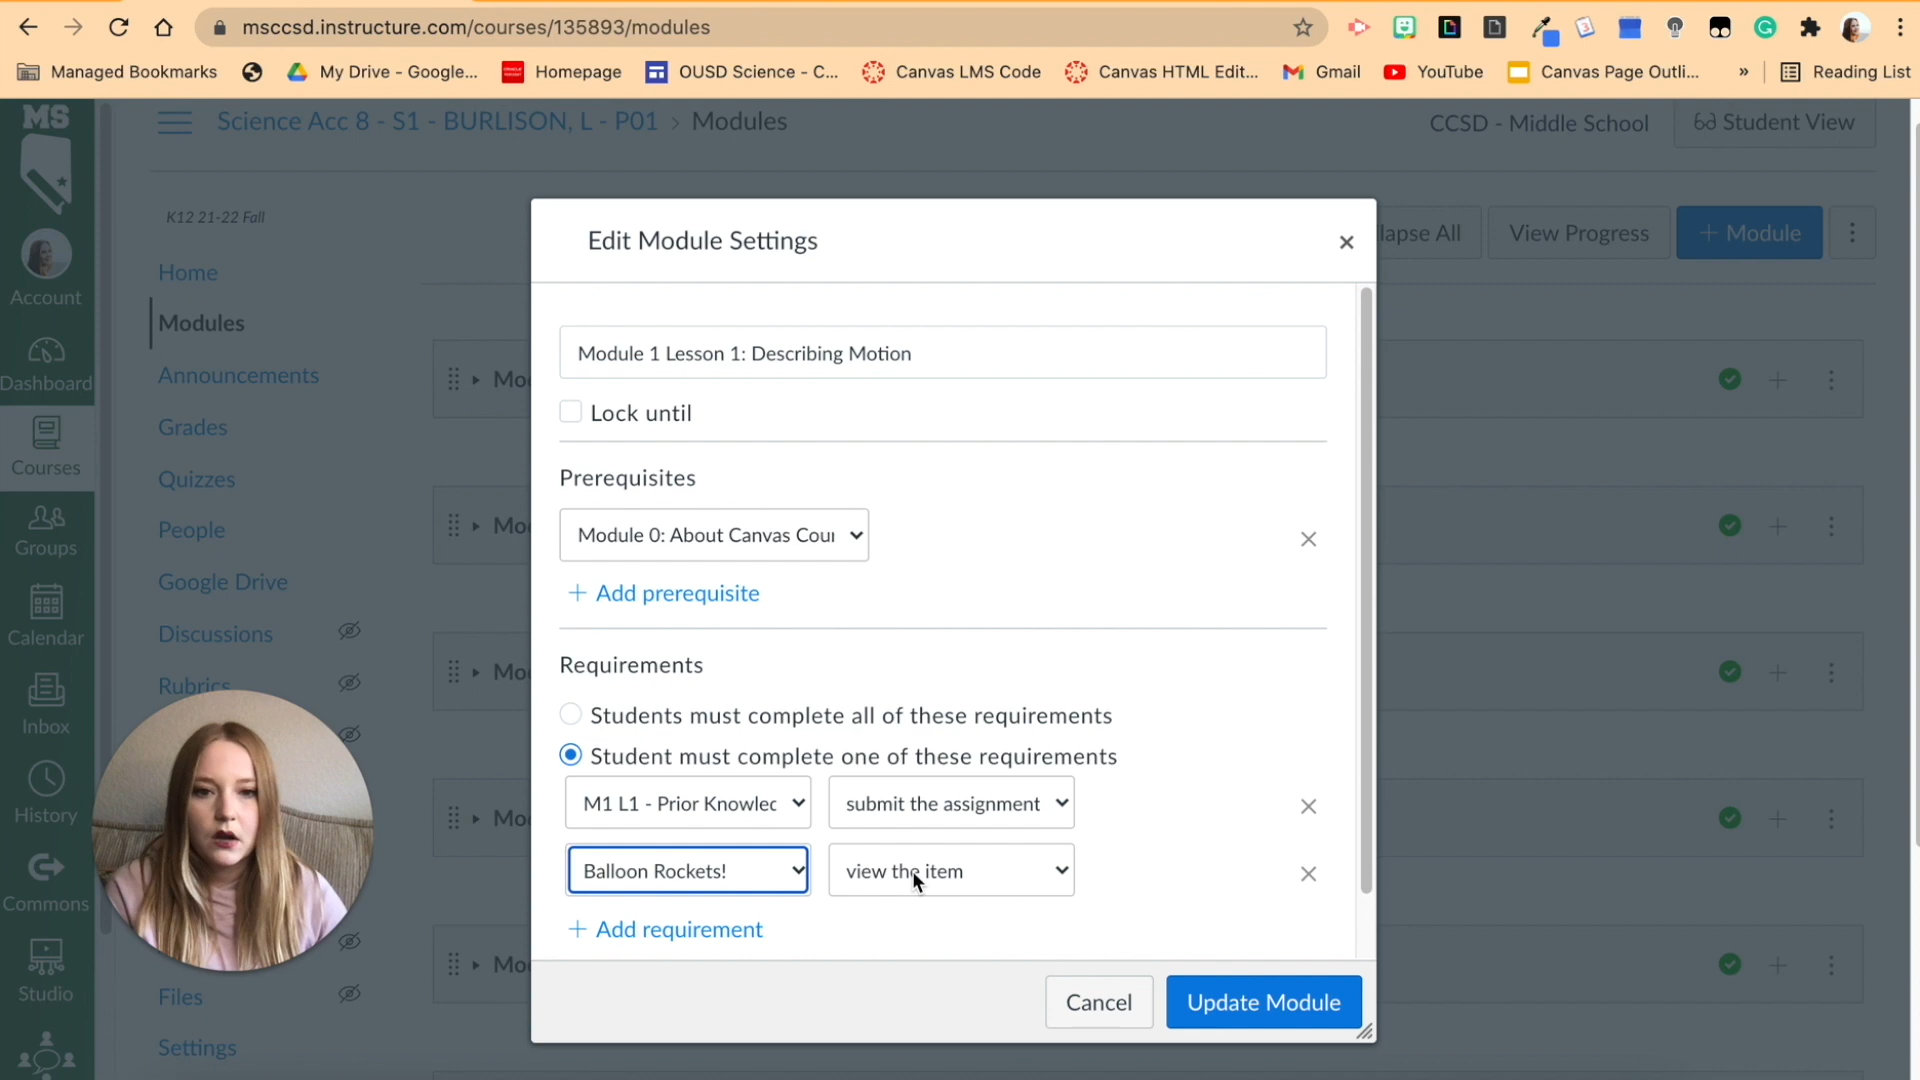 msccsd.instructure.com/courses/135893/modules
Managed Bookmarks
My Drive - Google...
Homepage
OUSD Science - C...
Canvas LMS Code
Canvas HTML Edit...
Gmail
YouTube
Canvas Page Outli...
»
Reading List
MS
Account
Dashboard
Courses
Groups
Calendar
Inbox
History
Commons
Studio
Science Acc 8 - S1 - BURLISON, L - P01 > Modules
CCSD - Middle School
Student View
K12 21-22 Fall
Home
Modules
Announcements
Grades
Quizzes
People
Google Drive
Discussions
Rubrics
Files
Settings
lapse All
View Progress
+ Module
Mo
Mo
Mo
Mo
Mo
Edit Module Settings
×
Module 1 Lesson 1: Describing Motion
Lock until
Prerequisites
Module 0: About Canvas Cour
+ Add prerequisite
Requirements
Students must complete all of these requirements
Student must complete one of these requirements
M1 L1 - Prior Knowlec
submit the assignment
Balloon Rockets!
view the item
+ Add requirement
Cancel
Update Module